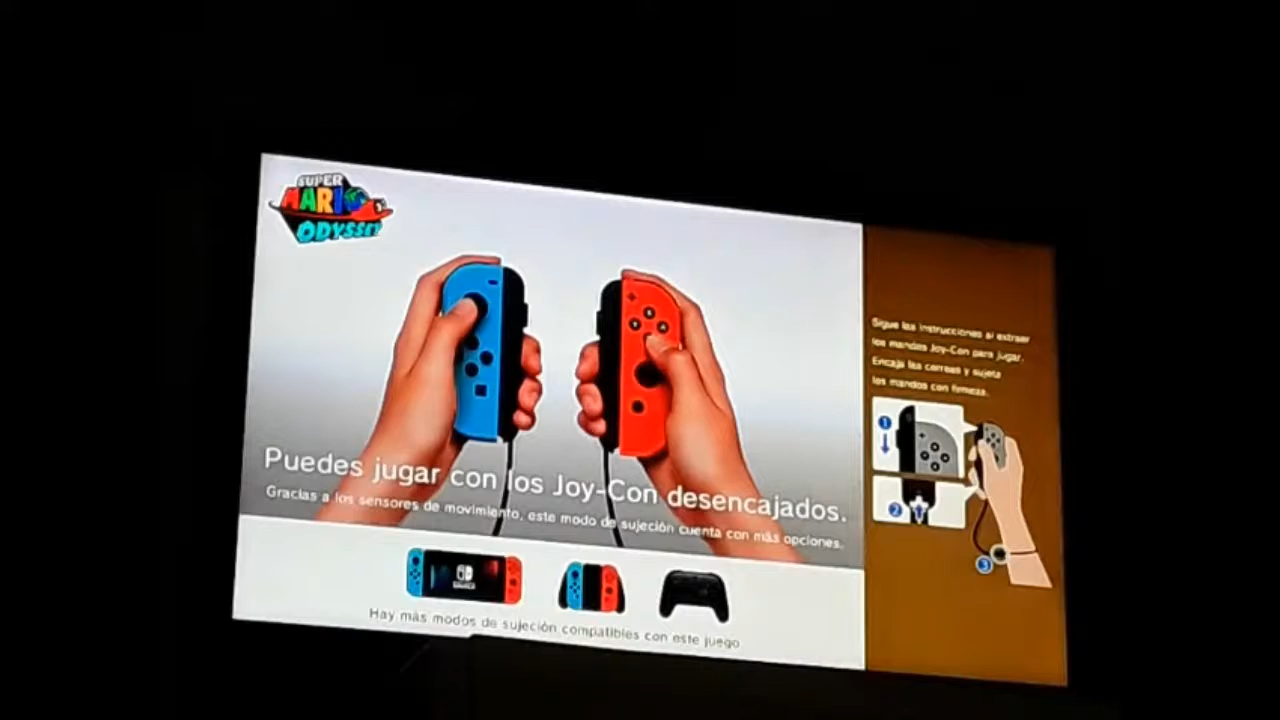 SUPER
MARIO
ODYSSEY
Puedes jugar con los Joy-Con desencajados.
Gracias a los sensores de movimiento, este modo de sujeción cuenta con más opciones.
Hay más modos de sujeción compatibles con este juego
Sigue las instrucciones si extraer
los mandos Joy-Con para jugar.
Encaja las correas y sujeta
los mandos con firmeza.
1
2
3